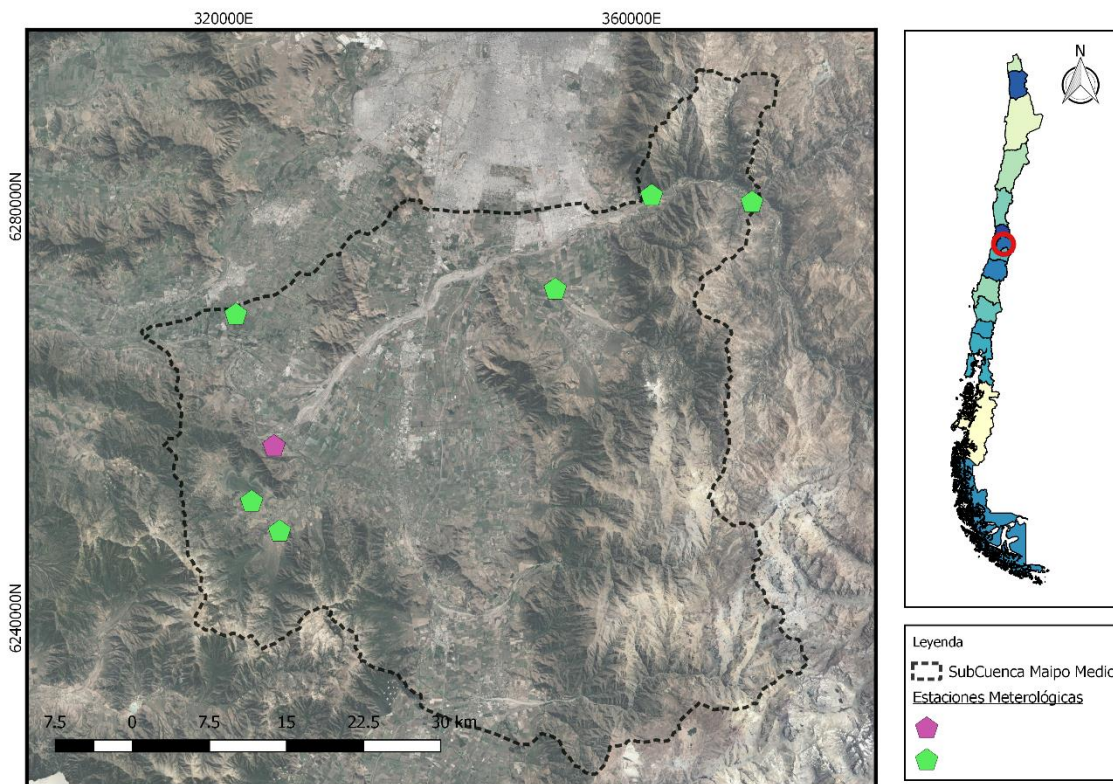 320000E 360000E
6280000N
6240000N
7.5 0 7.5 15 22.5 30 km
N
Leyenda
SubCuenca Maipo Medio
Estaciones Meterológicas